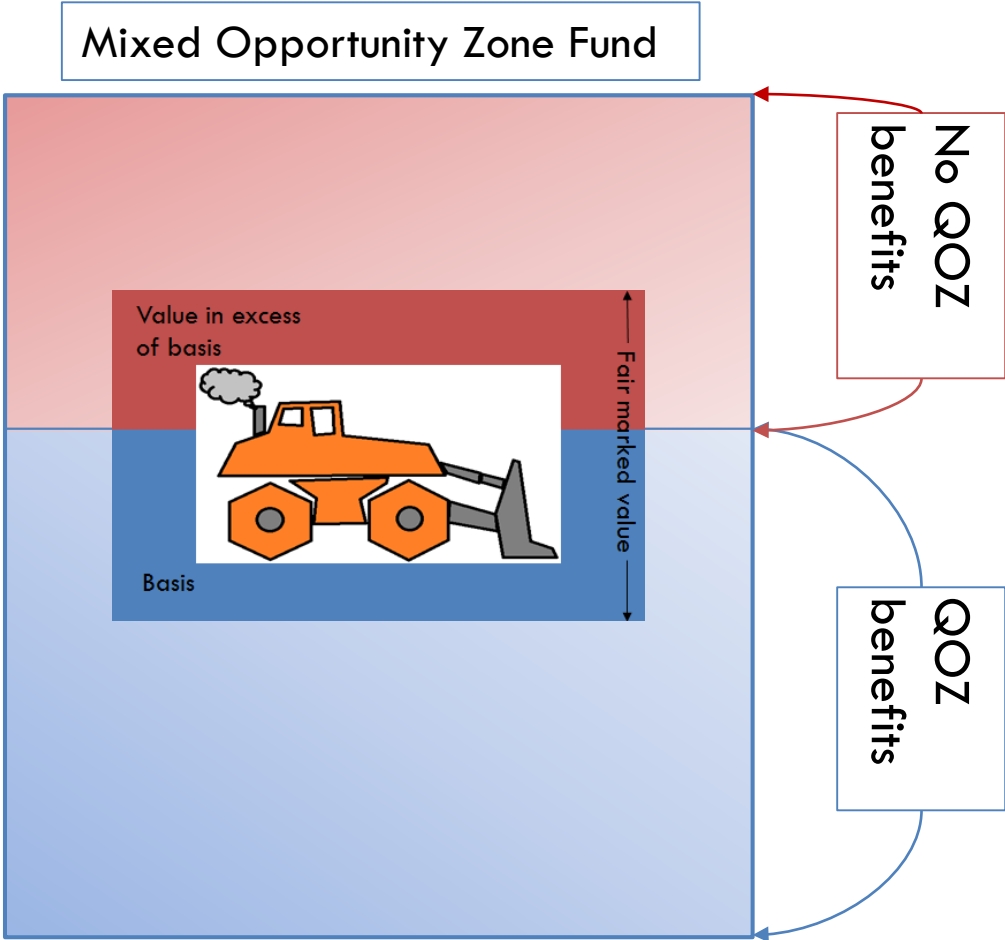 Mixed Opportunity Zone Fund
No QOZ
benefits
Value in excess
of basis
Fair marked value
Basis
QOZ
benefits